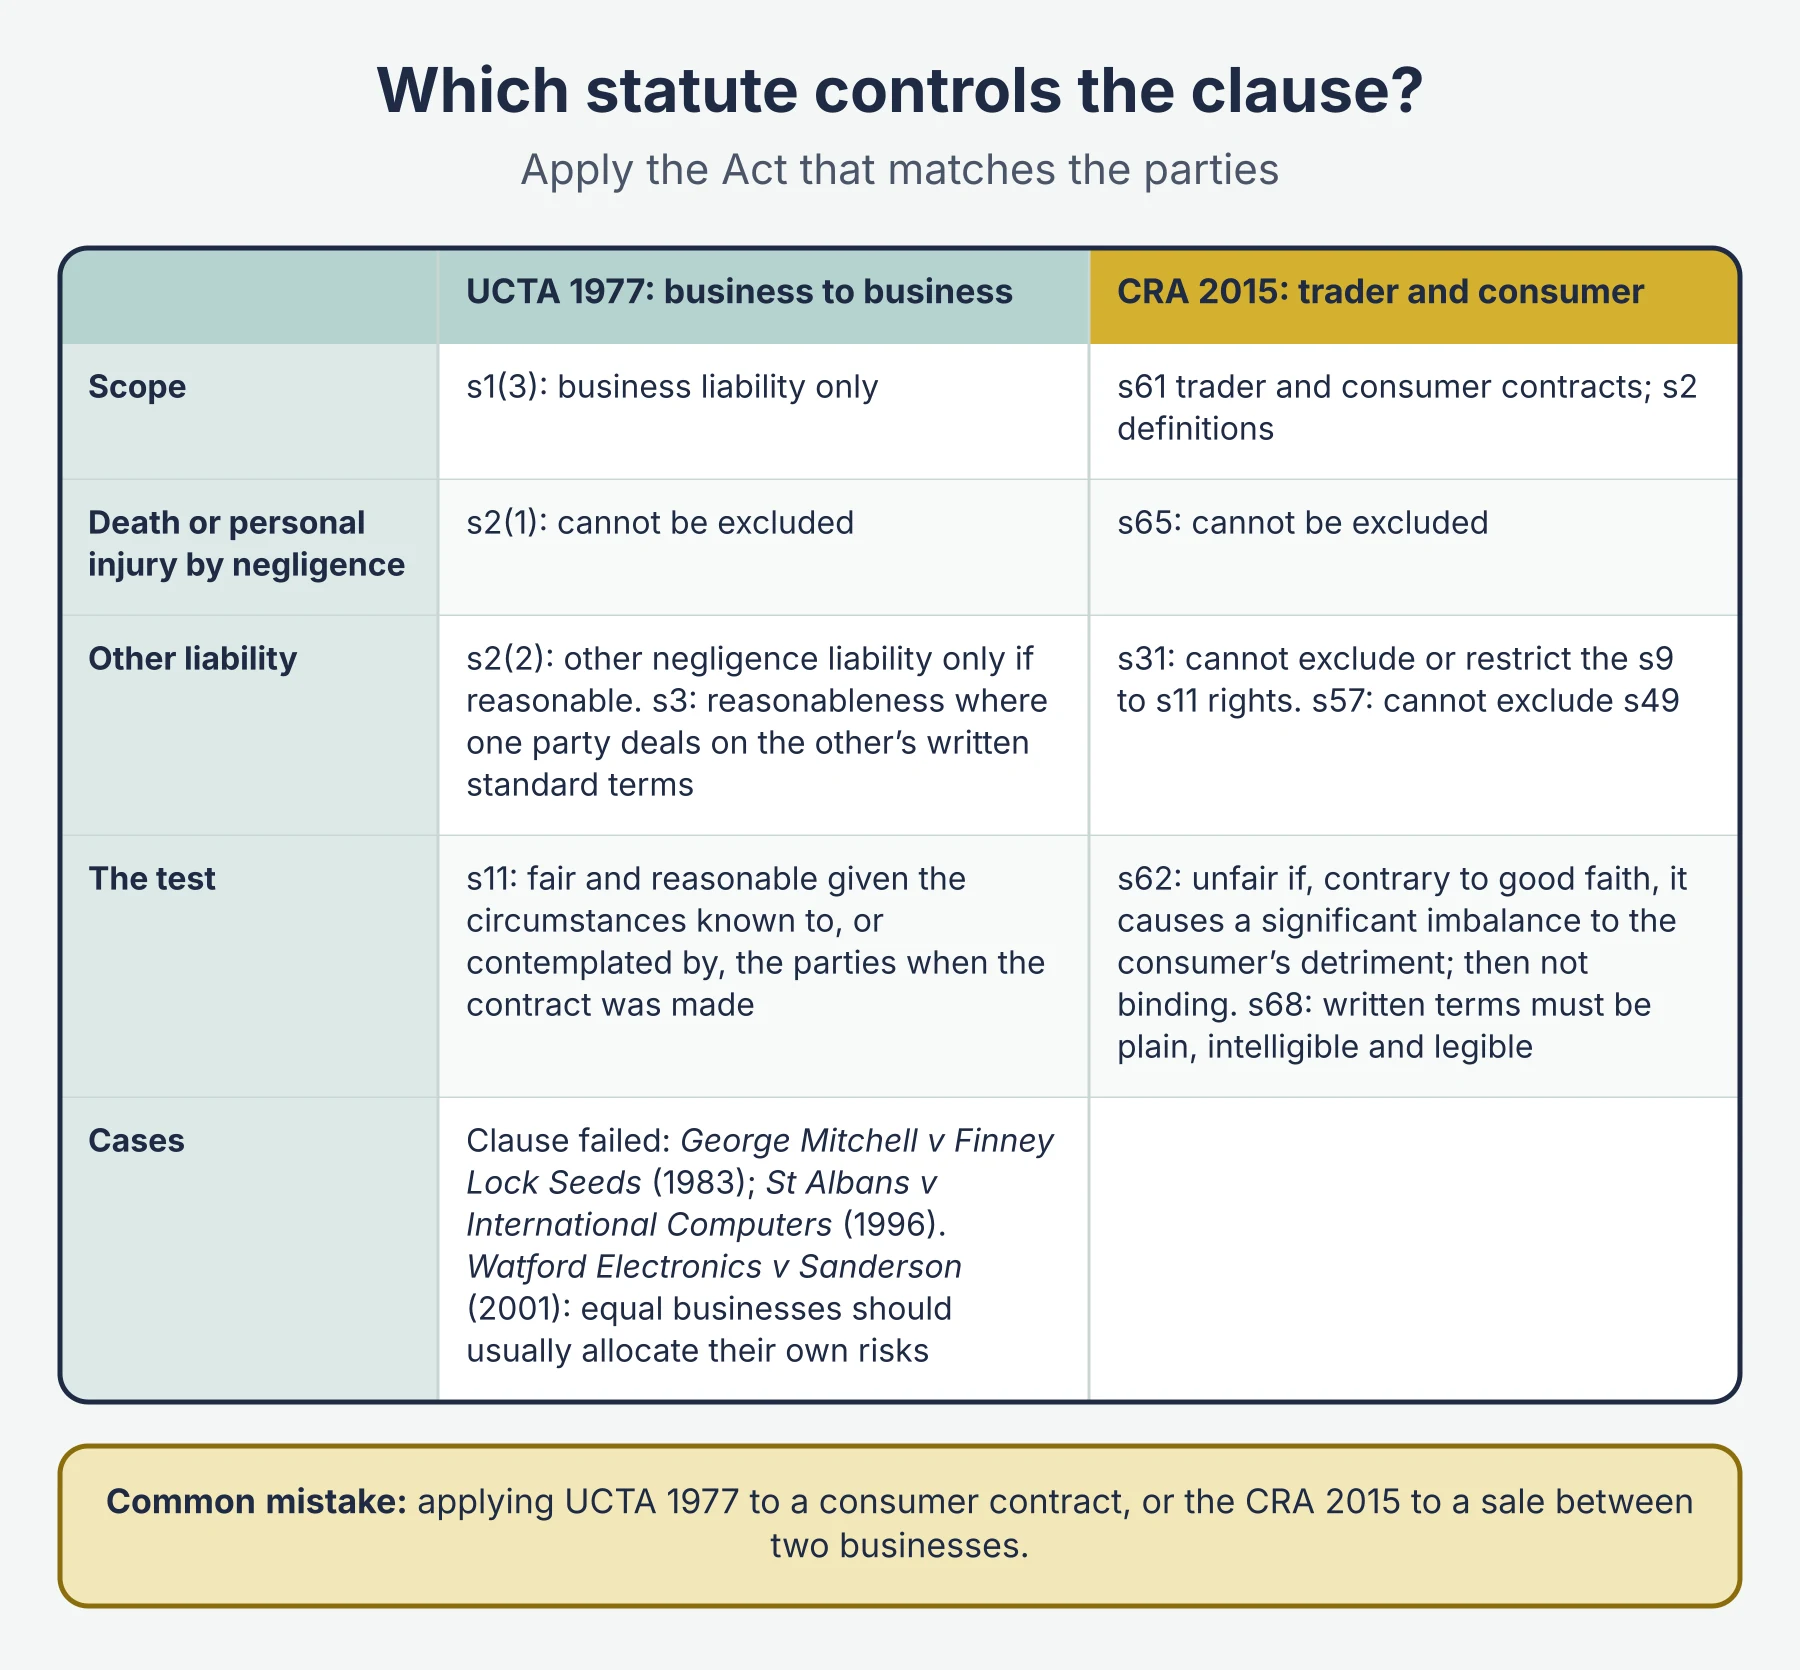 Which statute controls the clause?
Apply the Act that matches the parties
UCTA 1977: business to business
CRA 2015: trader and consumer
Scope
s1(3): business liability only
s61 trader and consumer contracts; s2
definitions
Death or personal
injury by negligence
s2(1): cannot be excluded
s65: cannot be excluded
Other liability
s2(2): other negligence liability only if
reasonable. s3: reasonableness where
one party deals on the other’s written
standard terms
s31: cannot exclude or restrict the s9
to s11 rights. s57: cannot exclude s49
The test
s11: fair and reasonable given the
circumstances known to, or
contemplated by, the parties when the
contract was made
s62: unfair if, contrary to good faith, it
causes a significant imbalance to the
consumer’s detriment; then not
binding. s68: written terms must be
plain, intelligible and legible
Cases
Clause failed: George Mitchell v Finney
Lock Seeds (1983); St Albans v
International Computers (1996).
Watford Electronics v Sanderson
(2001): equal businesses should
usually allocate their own risks
Common mistake: applying UCTA 1977 to a consumer contract, or the CRA 2015 to a sale between
two businesses.